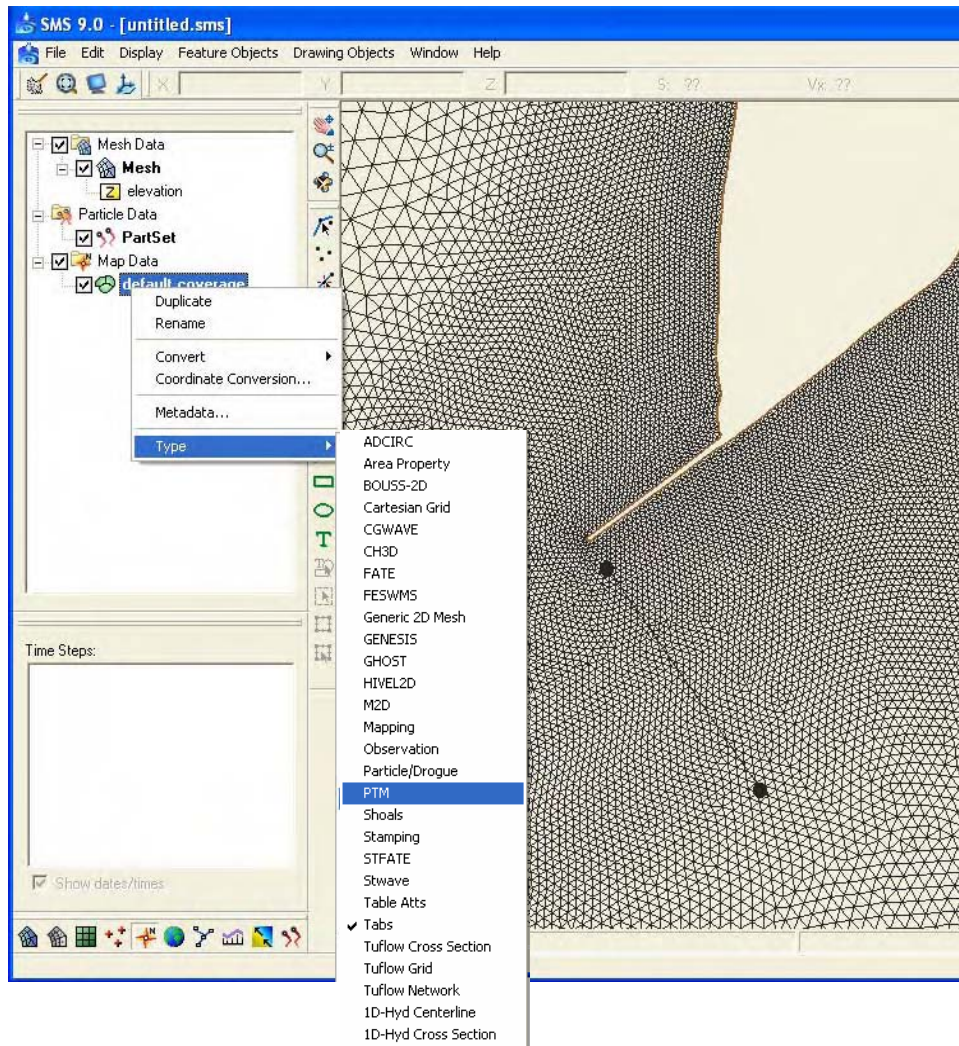 SMS 9.0 - [untitled.sms]
File Edit Display Feature Objects Drawing Objects Window Help
X Y Z S: ?? Vx: ??
Mesh Data
Mesh
Z elevation
Particle Data
PartSet
Map Data
default coverage
Duplicate
Rename
Convert
Coordinate Conversion...
Metadata...
Type
ADCIRC
Area Property
BOUSS-2D
Cartesian Grid
CGWAVE
CH3D
FATE
FESWMS
Generic 2D Mesh
GENESIS
GHOST
HIVEL2D
M2D
Mapping
Observation
Particle/Drogue
PTM
Shoals
Stamping
STFATE
Stwave
Table Atts
Tabs
Tuflow Cross Section
Tuflow Grid
Tuflow Network
1D-Hyd Centerline
1D-Hyd Cross Section
T
Time Steps:
Show dates/times